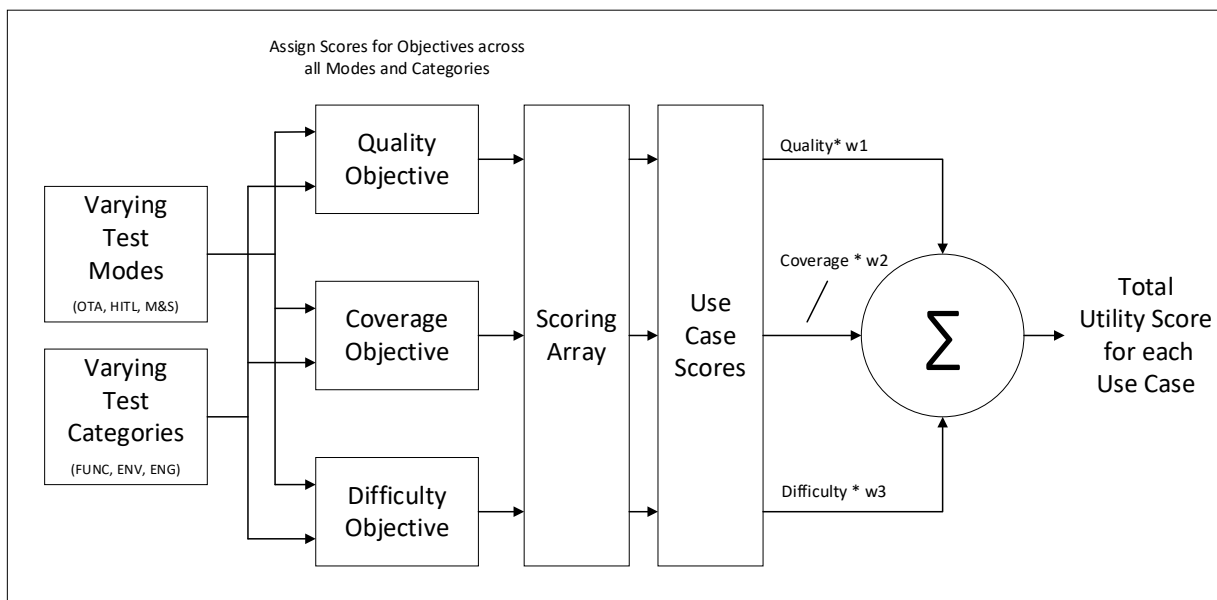 Assign Scores for Objectives across
all Modes and Categories
Varying
Test
Modes
(OTA, HITL, M&S)
Varying
Test
Categories
(FUNC, ENV, ENG)
Quality
Objective
Coverage
Objective
Difficulty
Objective
Scoring
Array
Use
Case
Scores
Quality* w1
Coverage * w2
Difficulty * w3
∑
Total
Utility Score
for each
Use Case